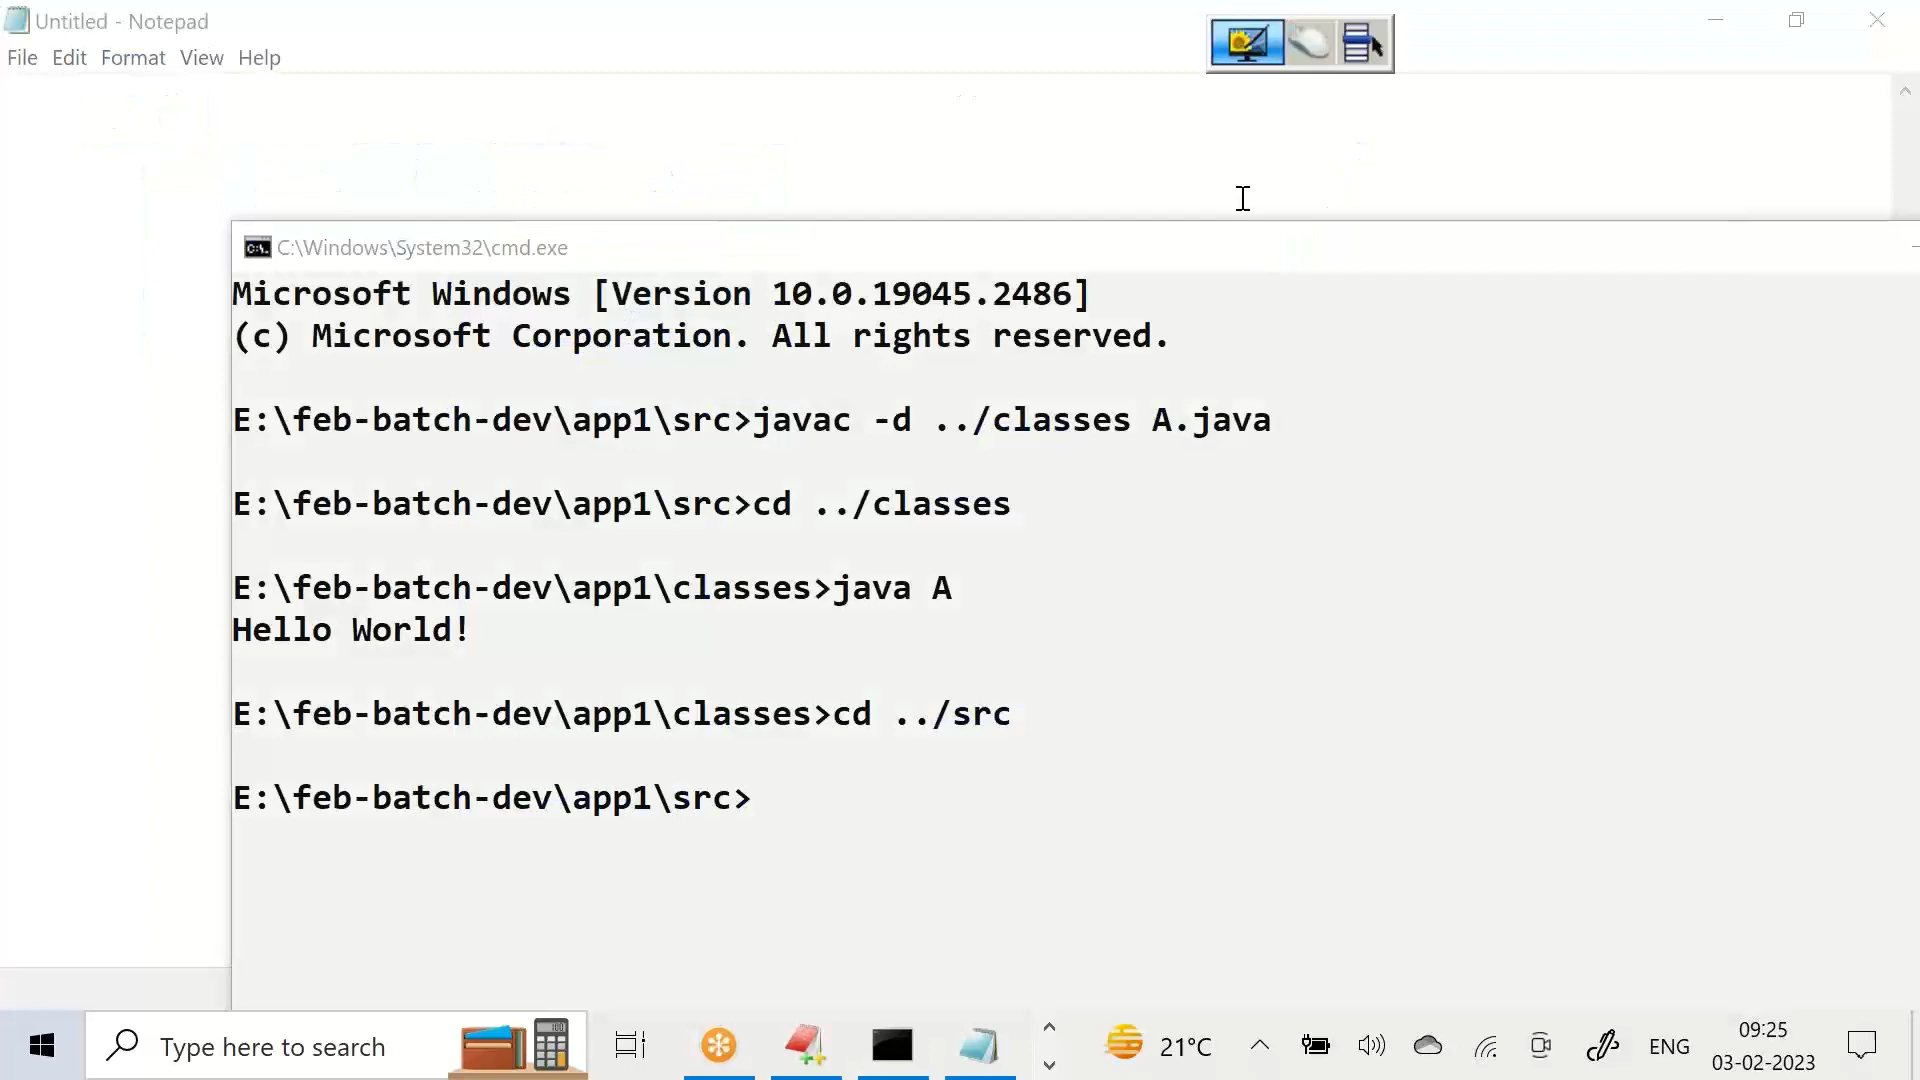 Untitled - Notepad
File Edit Format View Help
C:\Windows\System32\cmd.exe
Microsoft Windows [Version 10.0.19045.2486]
(c) Microsoft Corporation. All rights reserved.
E:\feb-batch-dev\app1\src>javac -d ../classes A.java
E:\feb-batch-dev\app1\src>cd ../classes
E:\feb-batch-dev\app1\classes>java A
Hello World!
E:\feb-batch-dev\app1\classes>cd ../src
E:\feb-batch-dev\app1\src>
Type here to search
21°C
ENG
09:25
03-02-2023